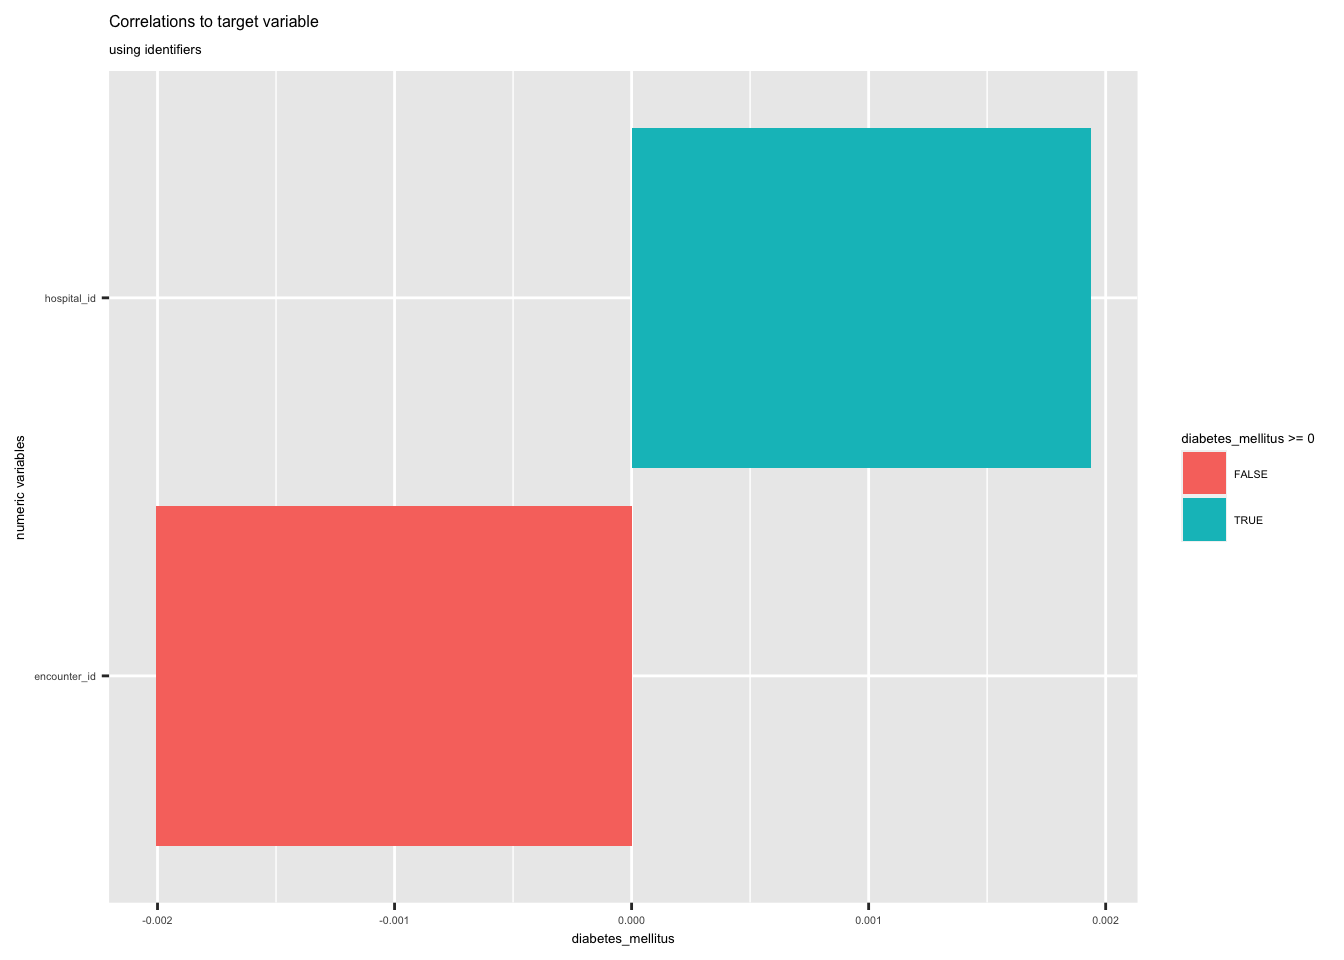 Correlations to target variable
using identifiers
hospital_id
encounter_id
numeric variables
-0.002
-0.001
0.000
0.001
0.002
diabetes_mellitus
diabetes_mellitus >= 0
FALSE
TRUE